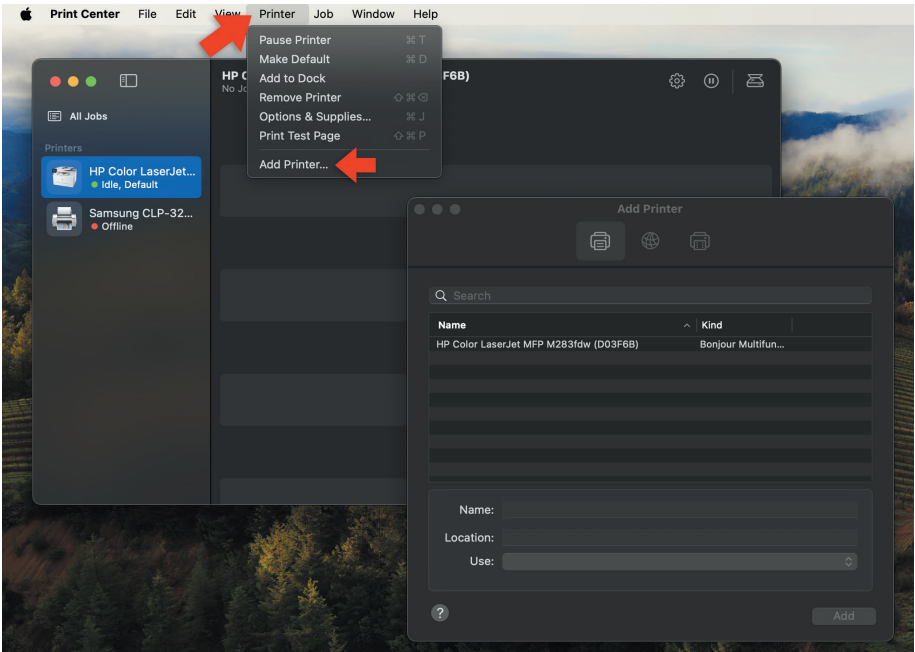 Print Center File Edit View Printer Job Window Help
Pause Printer ⌘ T
Make Default ⌘ D
Add to Dock
Remove Printer ⇧ ⌘ ⌫
Options & Supplies... ⌘ J
Print Test Page ⇧ ⌘ P
Add Printer...
HP F6B)
No
All Jobs
Printers
HP Color LaserJet...
Idle, Default
Samsung CLP-32...
Offline
Add Printer
Search
Name Kind
HP Color LaserJet MFP M283fdw (D03F6B) Bonjour Multifun...
Name:
Location:
Use:
?
Add